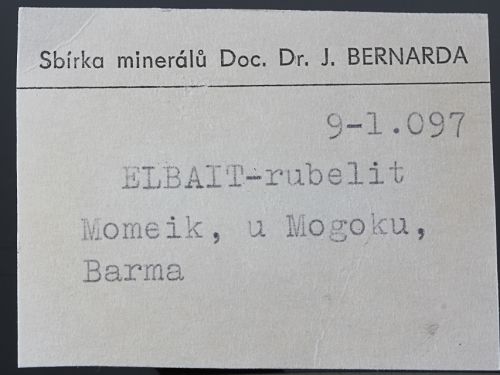 Sbírka minerálů Doc. Dr. J. BERNARDA
9-1.097
ELBAIT-rubelit
Momeik, u Mogoku,
Barma